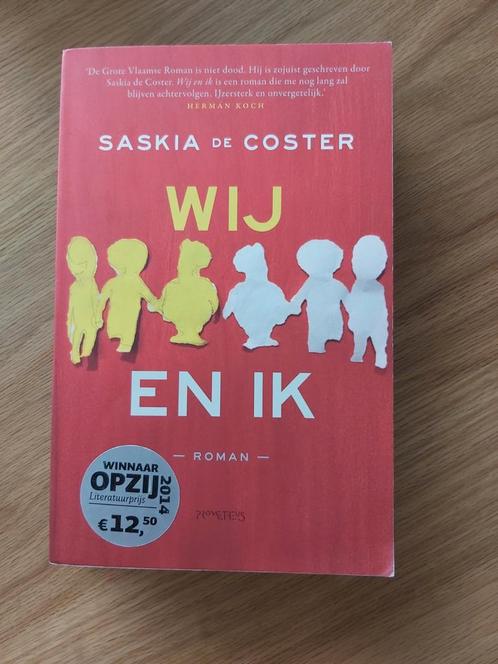 'De Grote Vlaamse Roman is niet dood. Hij is zojuist geschreven door
Saskia de Coster. Wij en ik is een roman die me nog lang zal
blijven achtervolgen. IJzersterk en onvergetelijk.'
HERMAN KOCH
SASKIA DE COSTER
WIJ
EN IK
— ROMAN —
WINNAAR
OPZIJ
Literatuurprijs
2014
€ 12,50
PROMETEUS